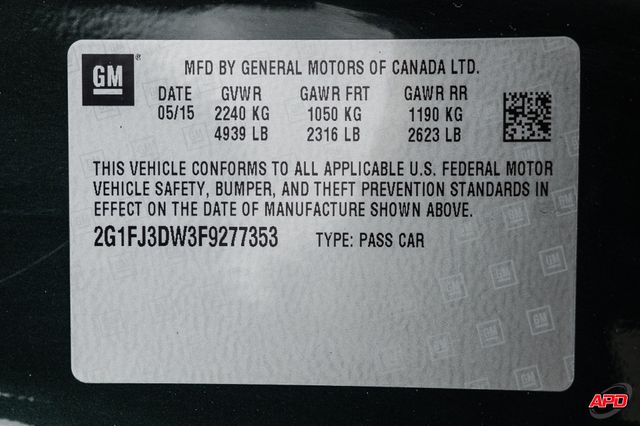 GM ®
MFD BY GENERAL MOTORS OF CANADA LTD.
DATE GVWR GAWR FRT GAWR RR
05/15 2240 KG 1050 KG 1190 KG
4939 LB 2316 LB 2623 LB
THIS VEHICLE CONFORMS TO ALL APPLICABLE U.S. FEDERAL MOTOR
VEHICLE SAFETY, BUMPER, AND THEFT PREVENTION STANDARDS IN
EFFECT ON THE DATE OF MANUFACTURE SHOWN ABOVE.
2G1FJ3DW3F9277353 TYPE: PASS CAR
APD